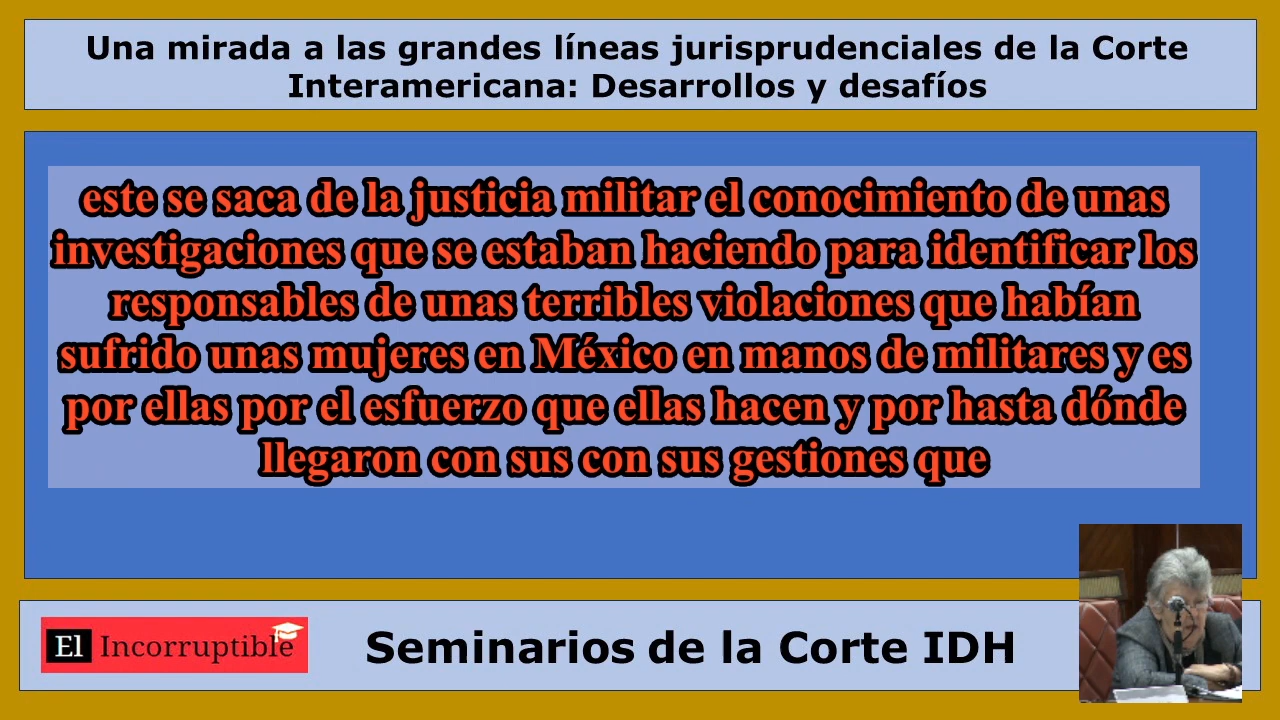 Una mirada a las grandes líneas jurisprudenciales de la Corte
Interamericana: Desarrollos y desafíos
este se saca de la justicia militar el conocimiento de unas
investigaciones que se estaban haciendo para identificar los
responsables de unas terribles violaciones que habían
sufrido unas mujeres en México en manos de militares y es
por ellas por el esfuerzo que ellas hacen y por hasta dónde
llegaron con sus con sus gestiones que
El Incorruptible
Seminarios de la Corte IDH